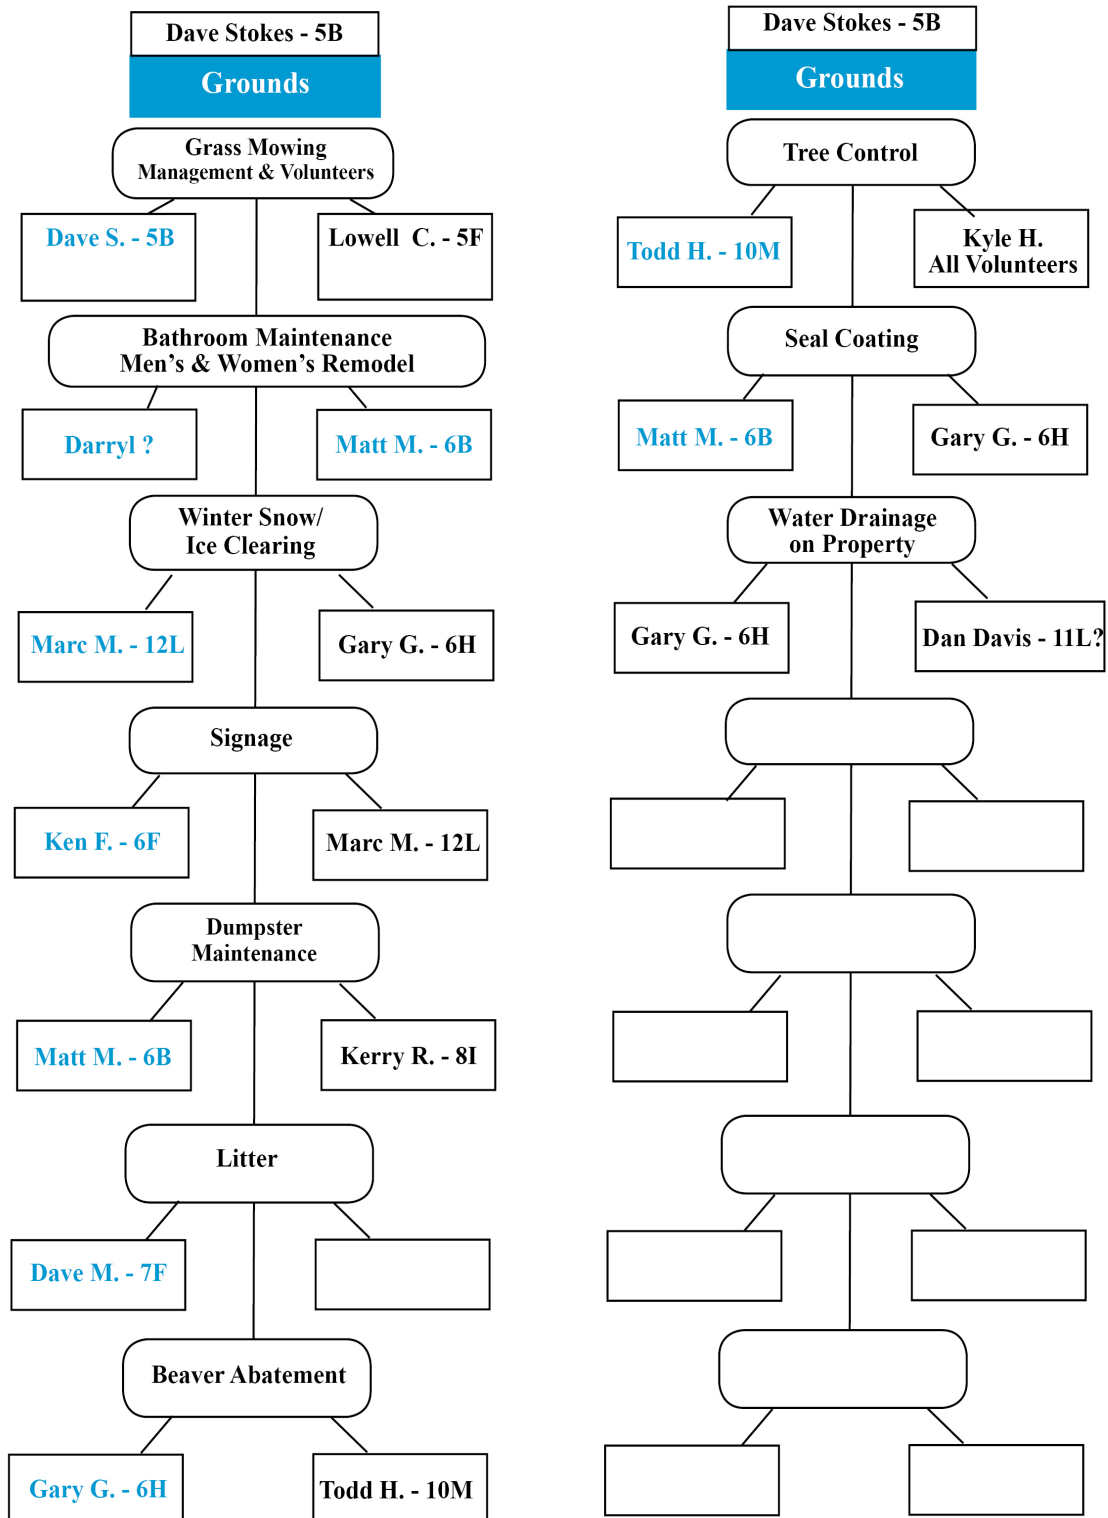 Dave Stokes - 5B
Grounds
Grass Mowing
Management & Volunteers
Dave S. - 5B
Lowell  C. - 5F
Bathroom Maintenance
Men’s & Women’s Remodel
Darryl ?
Matt M. - 6B
Winter Snow/
Ice Clearing
Marc M. - 12L
Gary G. - 6H
Signage
Ken F. - 6F
Marc M. - 12L
Dumpster
Maintenance
Matt M. - 6B
Kerry R. - 8I
Litter
Dave M. - 7F
Beaver Abatement
Gary G. - 6H
Todd H. - 10M
Dave Stokes - 5B
Grounds
Tree Control
Todd H. - 10M
Kyle H.
All Volunteers
Seal Coating
Matt M. - 6B
Gary G. - 6H
Water Drainage
on Property
Gary G. - 6H
Dan Davis - 11L?